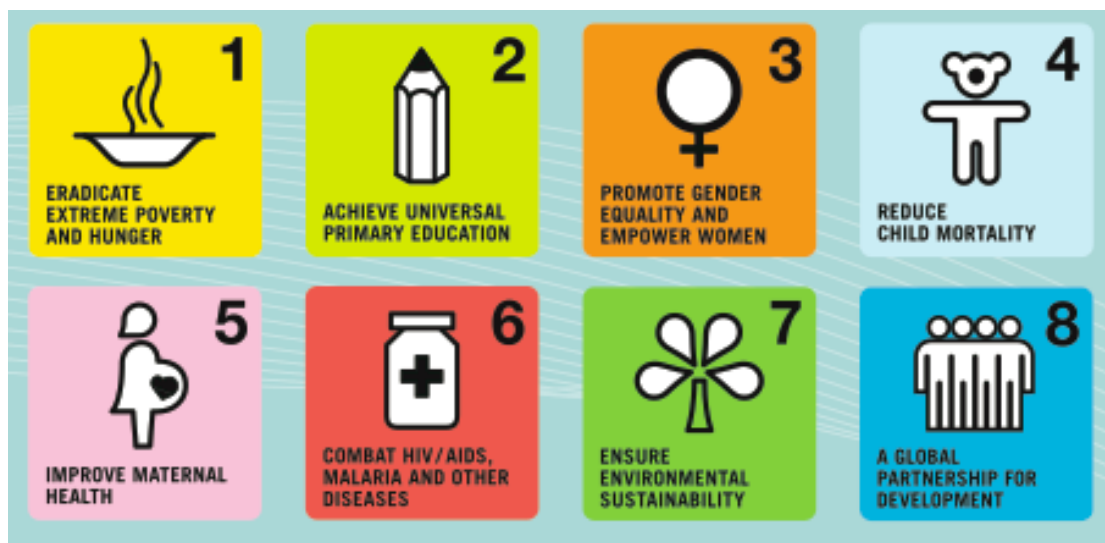 1
ERADICATE
EXTREME POVERTY
AND HUNGER
2
ACHIEVE UNIVERSAL
PRIMARY EDUCATION
3
PROMOTE GENDER
EQUALITY AND
EMPOWER WOMEN
4
REDUCE
CHILD MORTALITY
5
IMPROVE MATERNAL
HEALTH
6
COMBAT HIV/AIDS,
MALARIA AND OTHER
DISEASES
7
ENSURE
ENVIRONMENTAL
SUSTAINABILITY
8
A GLOBAL
PARTNERSHIP FOR
DEVELOPMENT